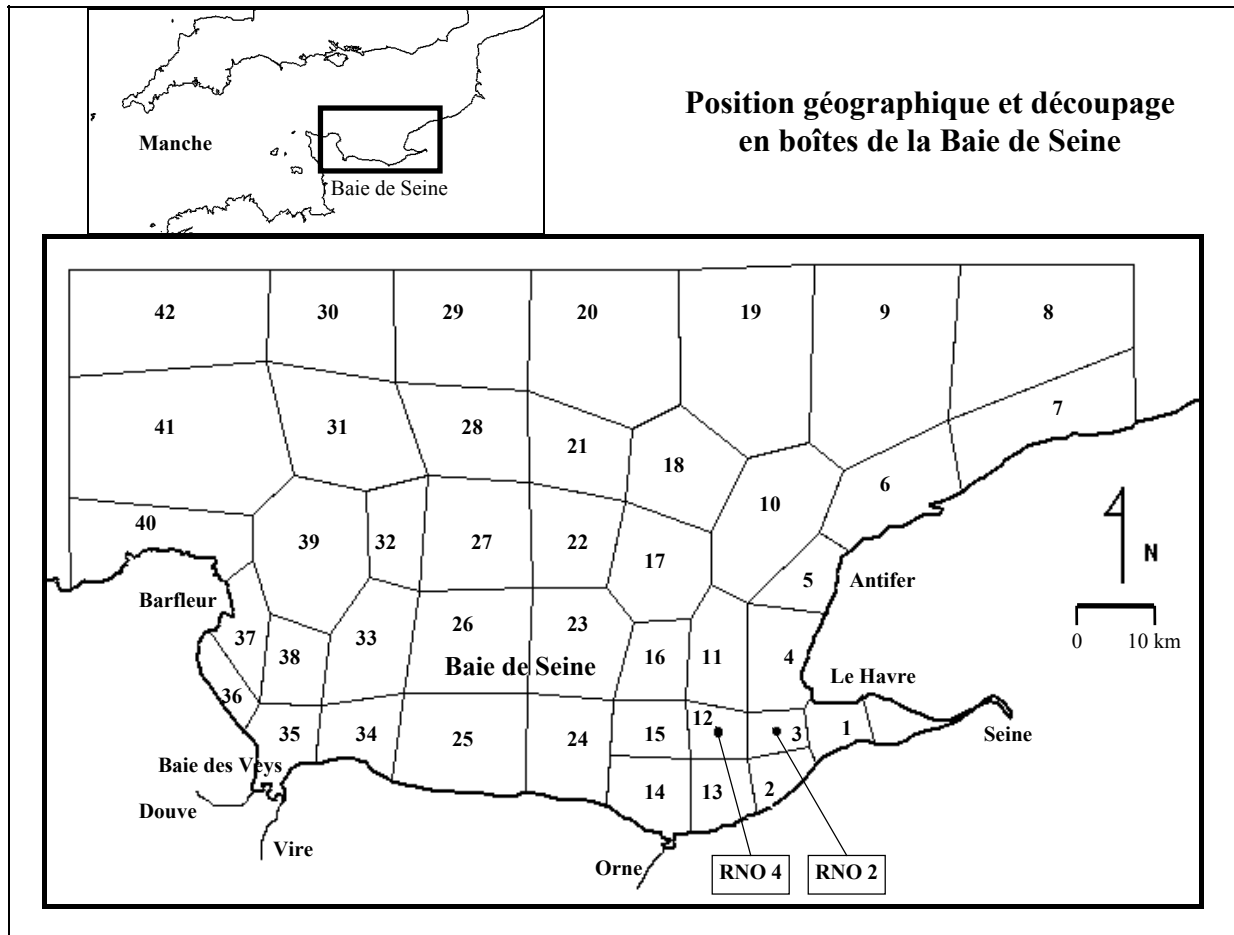 Position géographique et découpage
en boîtes de la Baie de Seine
Manche
Baie de Seine
42
30
29
20
19
9
8
7
41
31
28
21
18
10
6
40
39
32
27
22
17
5
Antifer
N
0
10 km
Barfleur
37
38
33
26
23
16
11
4
Baie de Seine
Le Havre
36
35
34
25
24
15
12
3
1
Seine
Baie des Veys
14
13
2
Douve
Vire
Orne
RNO 4
RNO 2